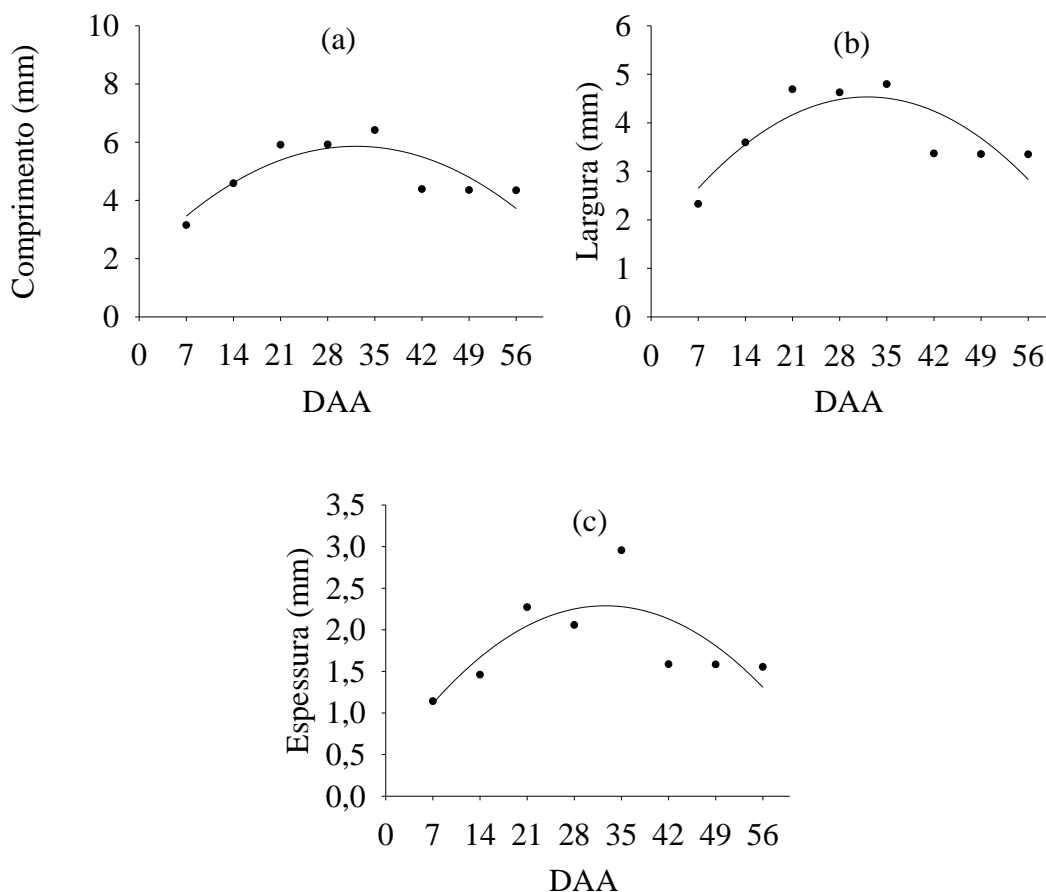 (a)
Comprimento (mm)
10
8
6
4
2
0
0 7 14 21 28 35 42 49 56
DAA
(b)
Largura (mm)
6
5
4
3
2
1
0
0 7 14 21 28 35 42 49 56
DAA
(c)
Espessura (mm)
3,5
3,0
2,5
2,0
1,5
1,0
0,5
0,0
0 7 14 21 28 35 42 49 56
DAA